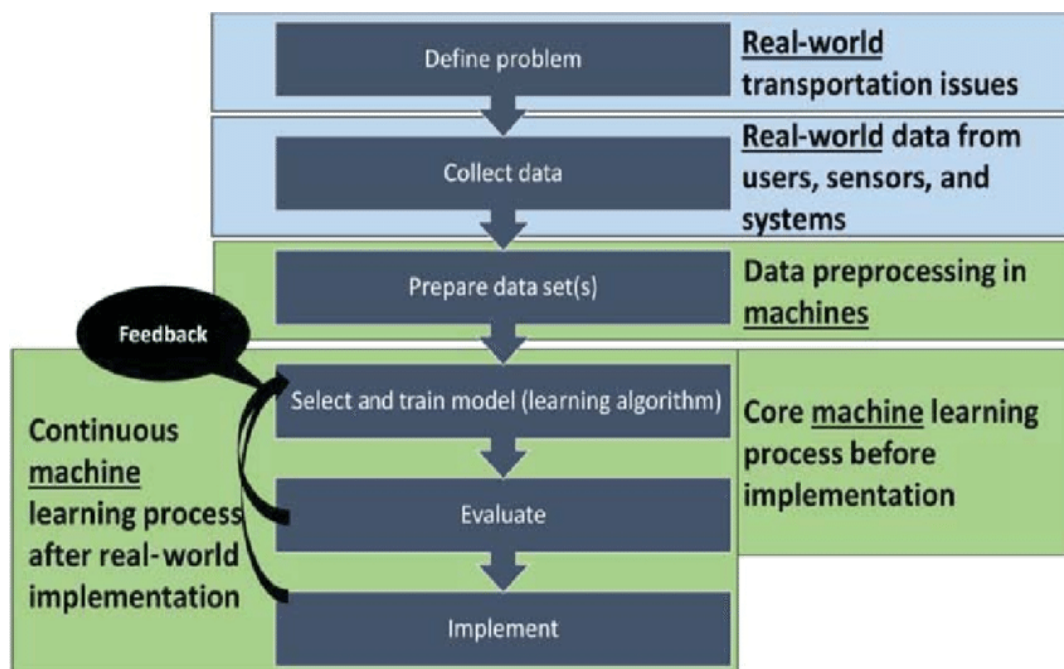 Define problem
Real-world
transportation issues
Collect data
Real-world data from
users, sensors, and
systems
Prepare data set(s)
Data preprocessing in
machines
Feedback
Select and train model (learning algorithm)
Core machine learning
process before
implementation
Continuous
machine
learning process
after real-world
implementation
Evaluate
Implement